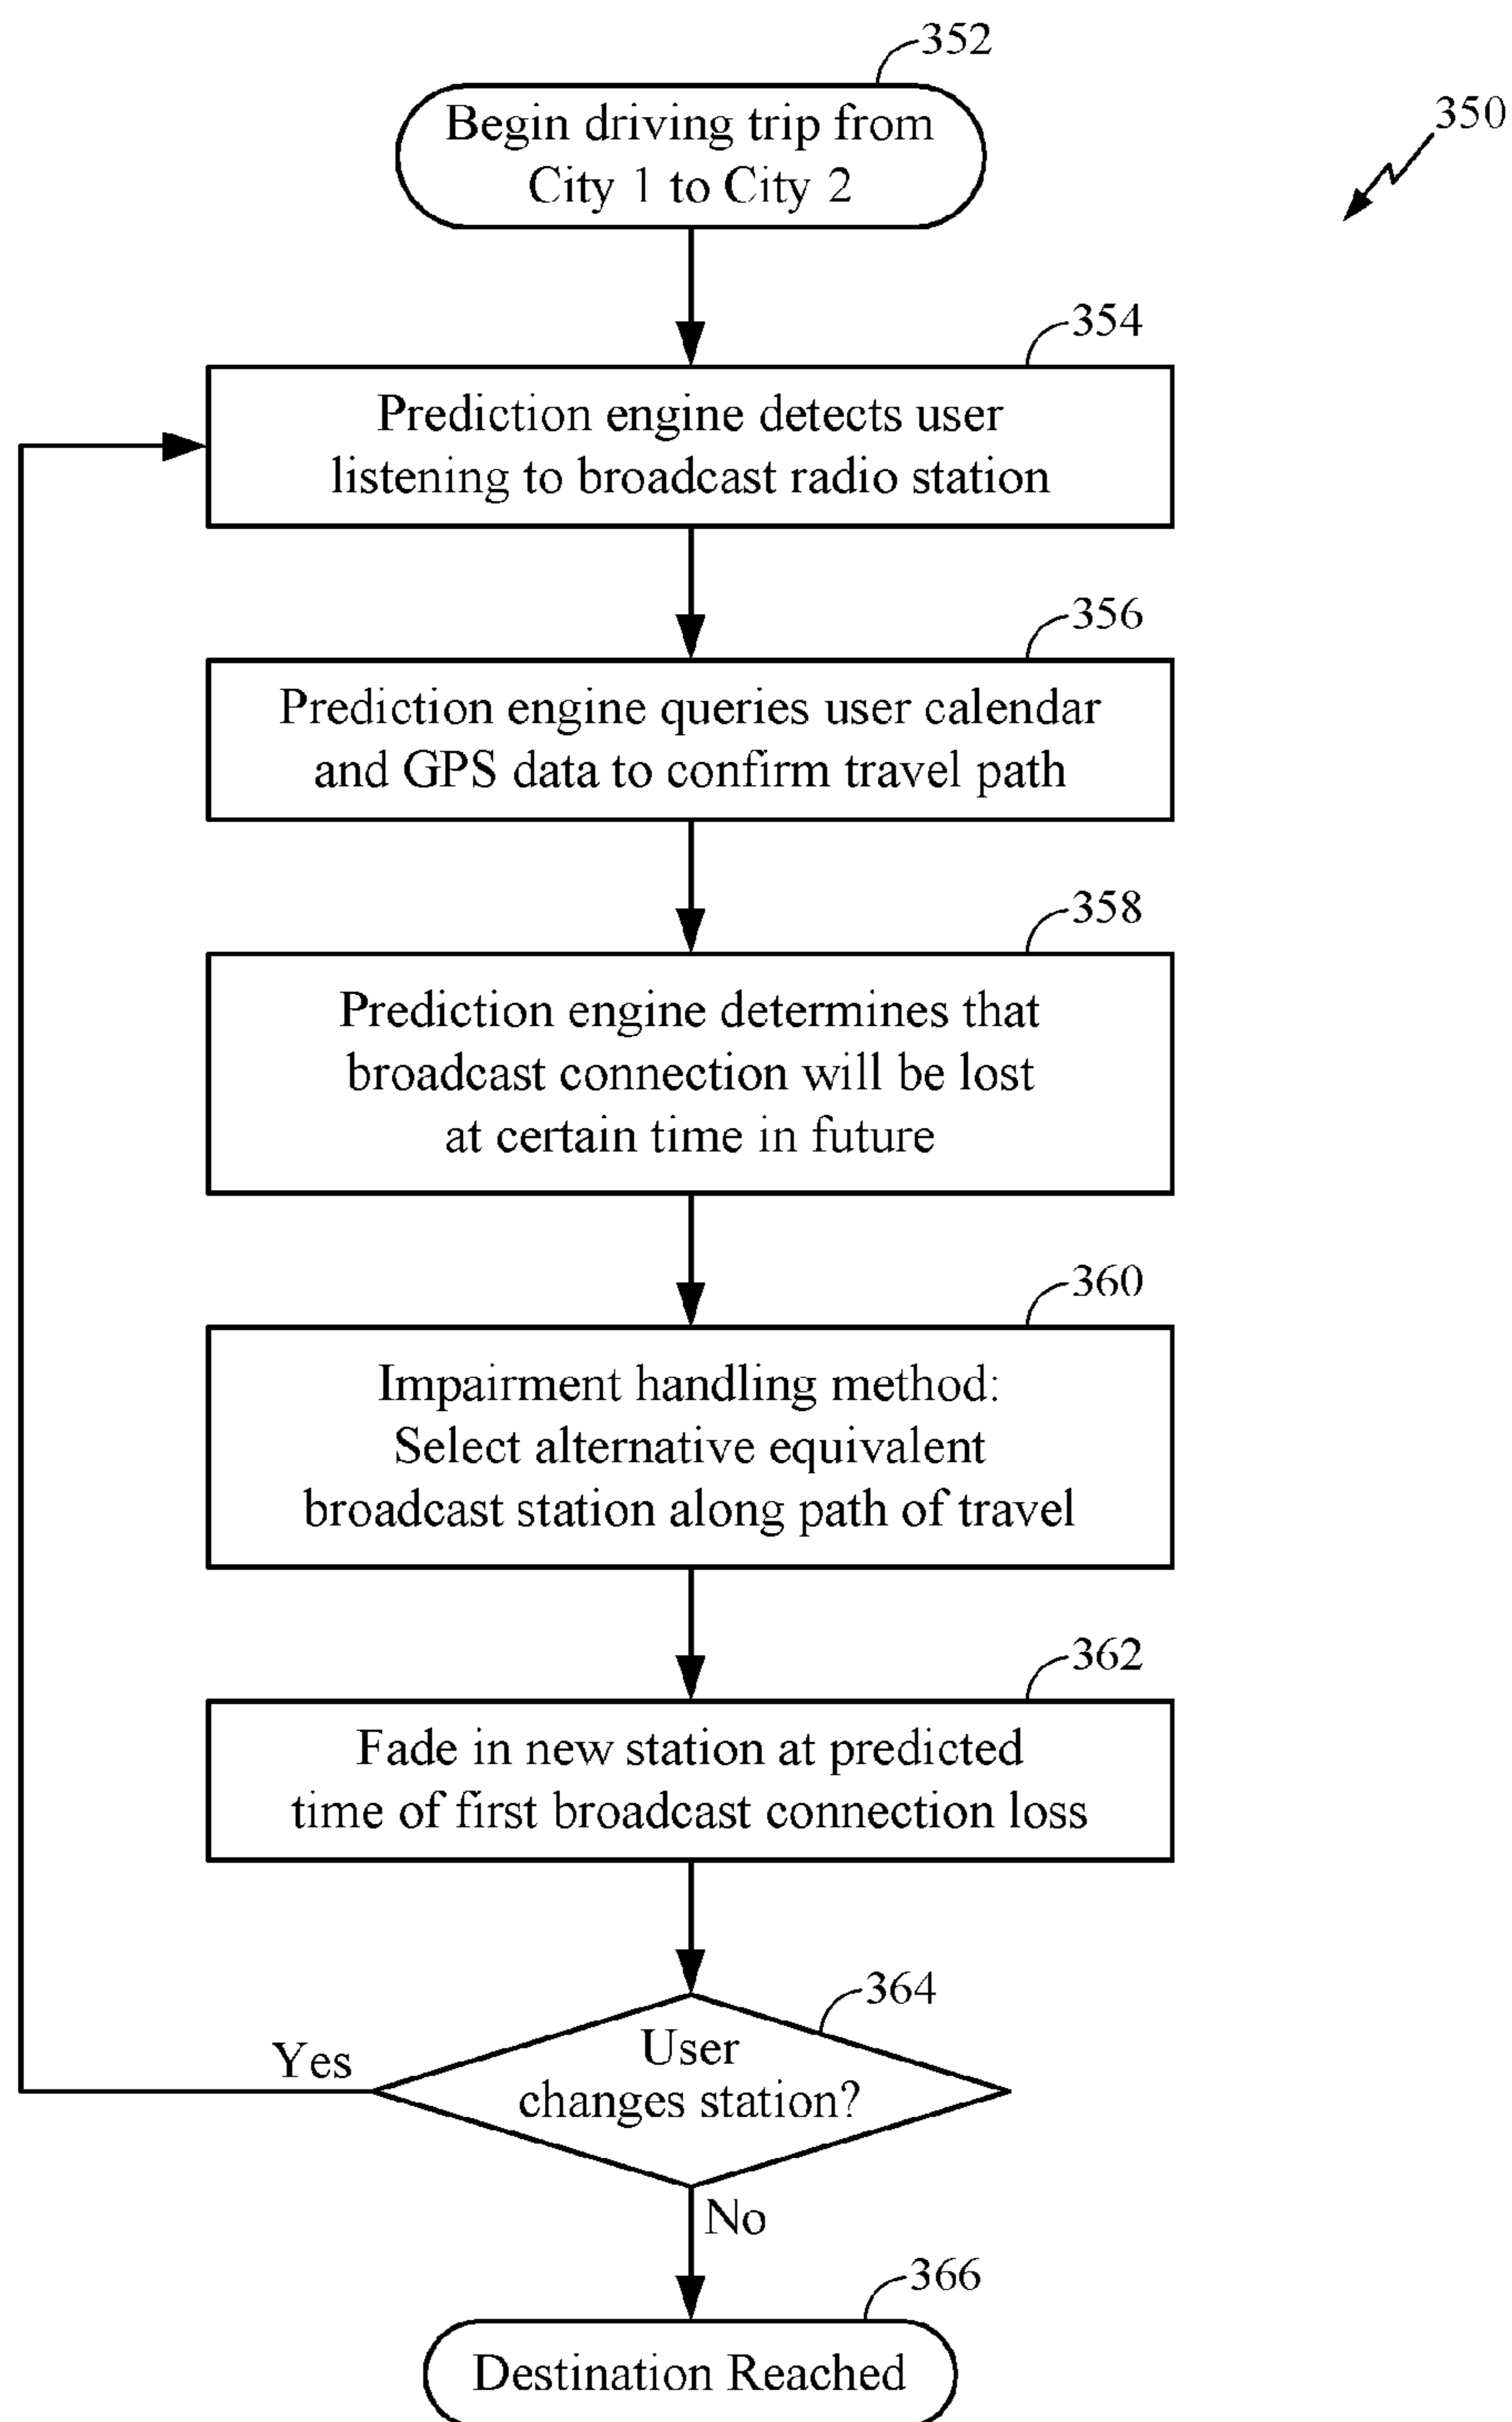 352
350
Begin driving trip from
City 1 to City 2
354
Prediction engine detects user
listening to broadcast radio station
356
Prediction engine queries user calendar
and GPS data to confirm travel path
358
Prediction engine determines that
broadcast connection will be lost
at certain time in future
360
Impairment handling method:
Select alternative equivalent
broadcast station along path of travel
362
Fade in new station at predicted
time of first broadcast connection loss
364
User
changes station?
Yes
No
366
Destination Reached